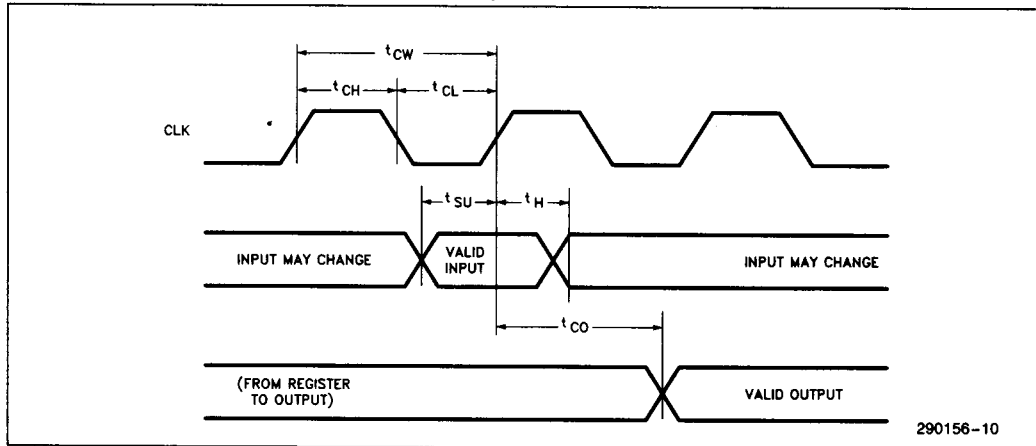 tCW
tCH
tCL
CLK
tSU
tH
INPUT MAY CHANGE
VALID
INPUT
INPUT MAY CHANGE
tCO
(FROM REGISTER
TO OUTPUT)
VALID OUTPUT
290156-10